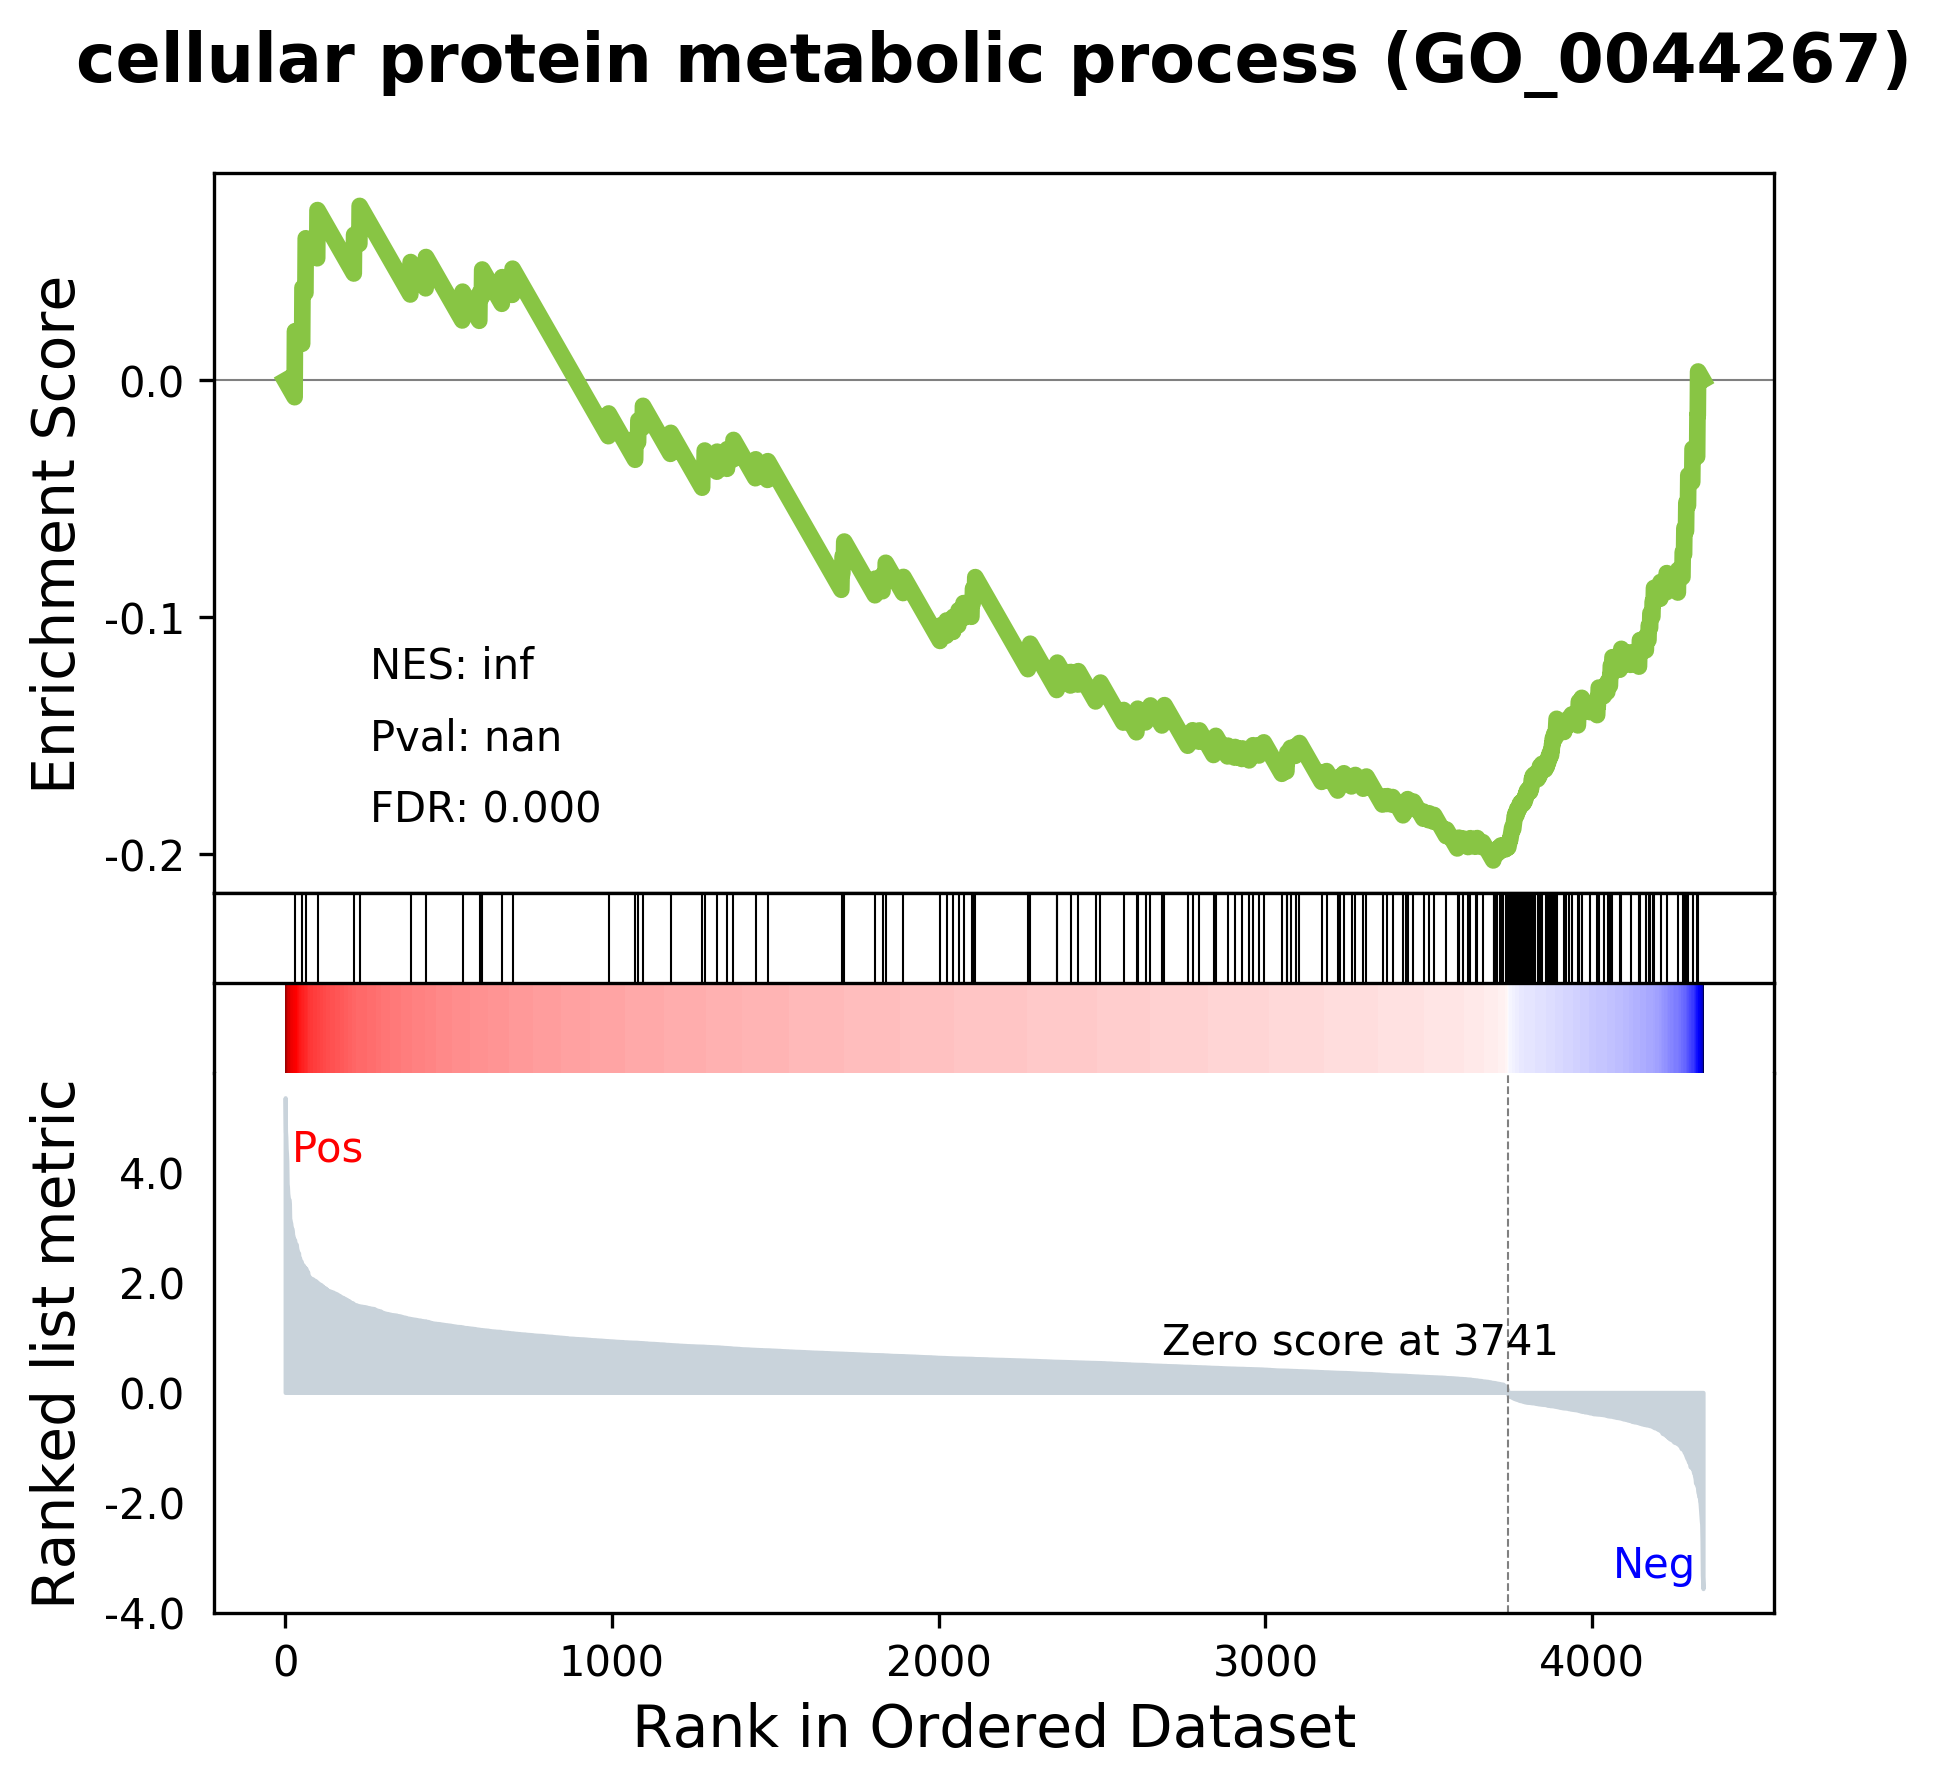 cellular protein metabolic process (GO_0044267)
Enrichment Score
0.0
-0.1
-0.2
NES: inf
Pval: nan
FDR: 0.000
Ranked list metric
Pos
4.0
2.0
0.0
-2.0
-4.0
Zero score at 3741
Neg
0 1000 2000 3000 4000
Rank in Ordered Dataset